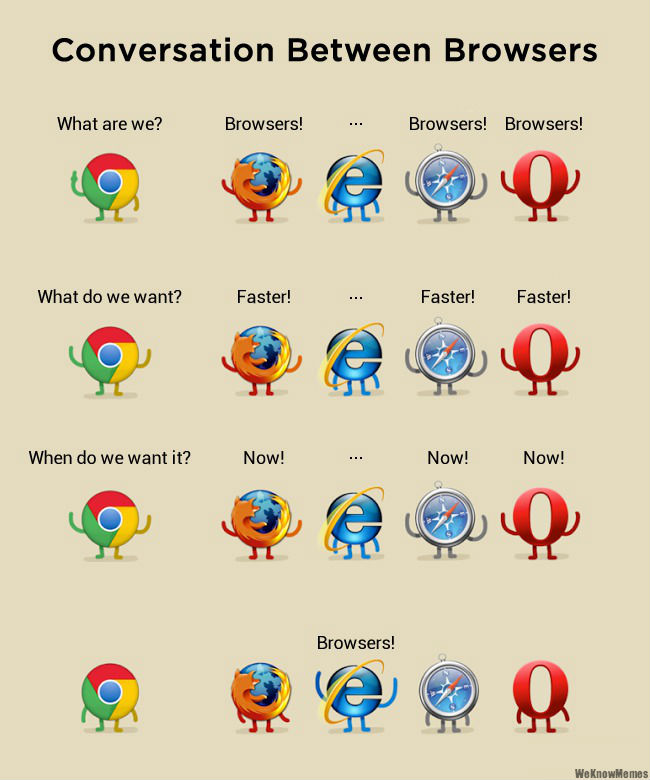 Conversation Between Browsers
What are we? Browsers! ... Browsers! Browsers!
What do we want? Faster! ... Faster! Faster!
When do we want it? Now! ... Now! Now!
Browsers!
WeKnowMemes